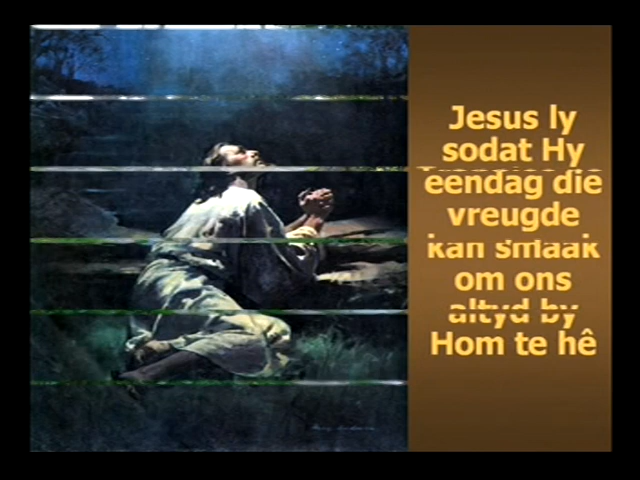 Jesus ly
sodat Hy
eendag die
vreugde
kan smaak
om ons
altyd by
Hom te hê